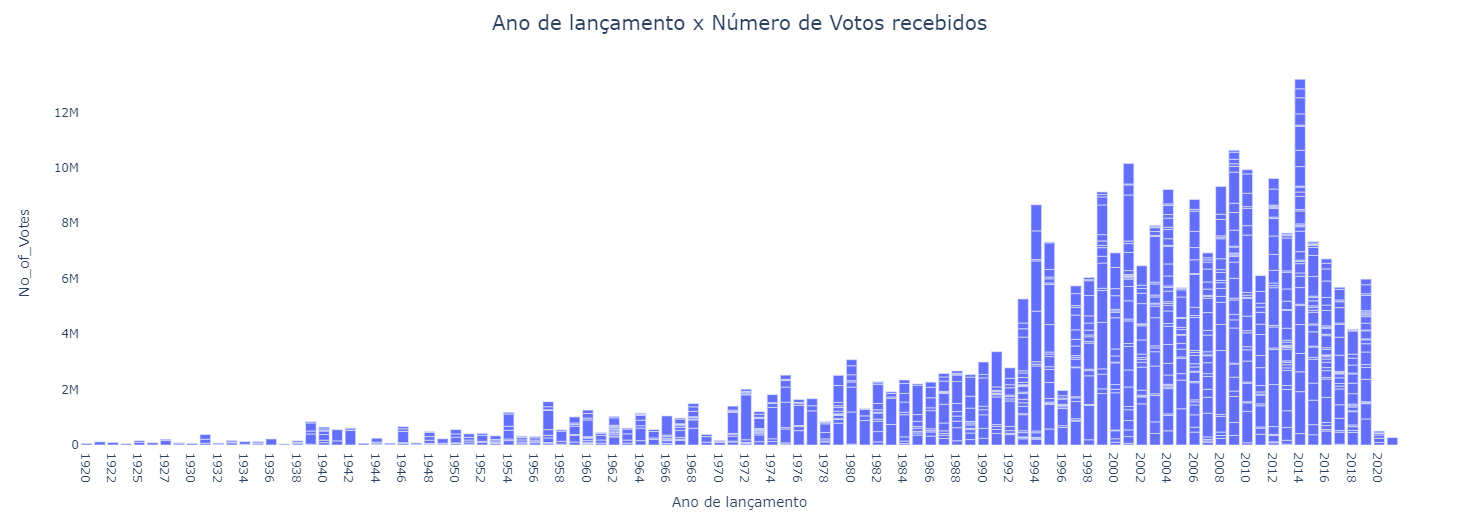 Ano de lançamento x Número de Votos recebidos
12M
10M
8M
6M
4M
2M
0
No_of_Votes
1920 1922 1925 1927 1930 1932 1934 1936 1938 1940 1942 1944 1946 1948 1950 1952 1954 1956 1958 1960 1962 1964 1966 1968 1970 1972 1974 1976 1978 1980 1982 1984 1986 1988 1990 1992 1994 1996 1998 2000 2002 2004 2006 2008 2010 2012 2014 2016 2018 2020
Ano de lançamento